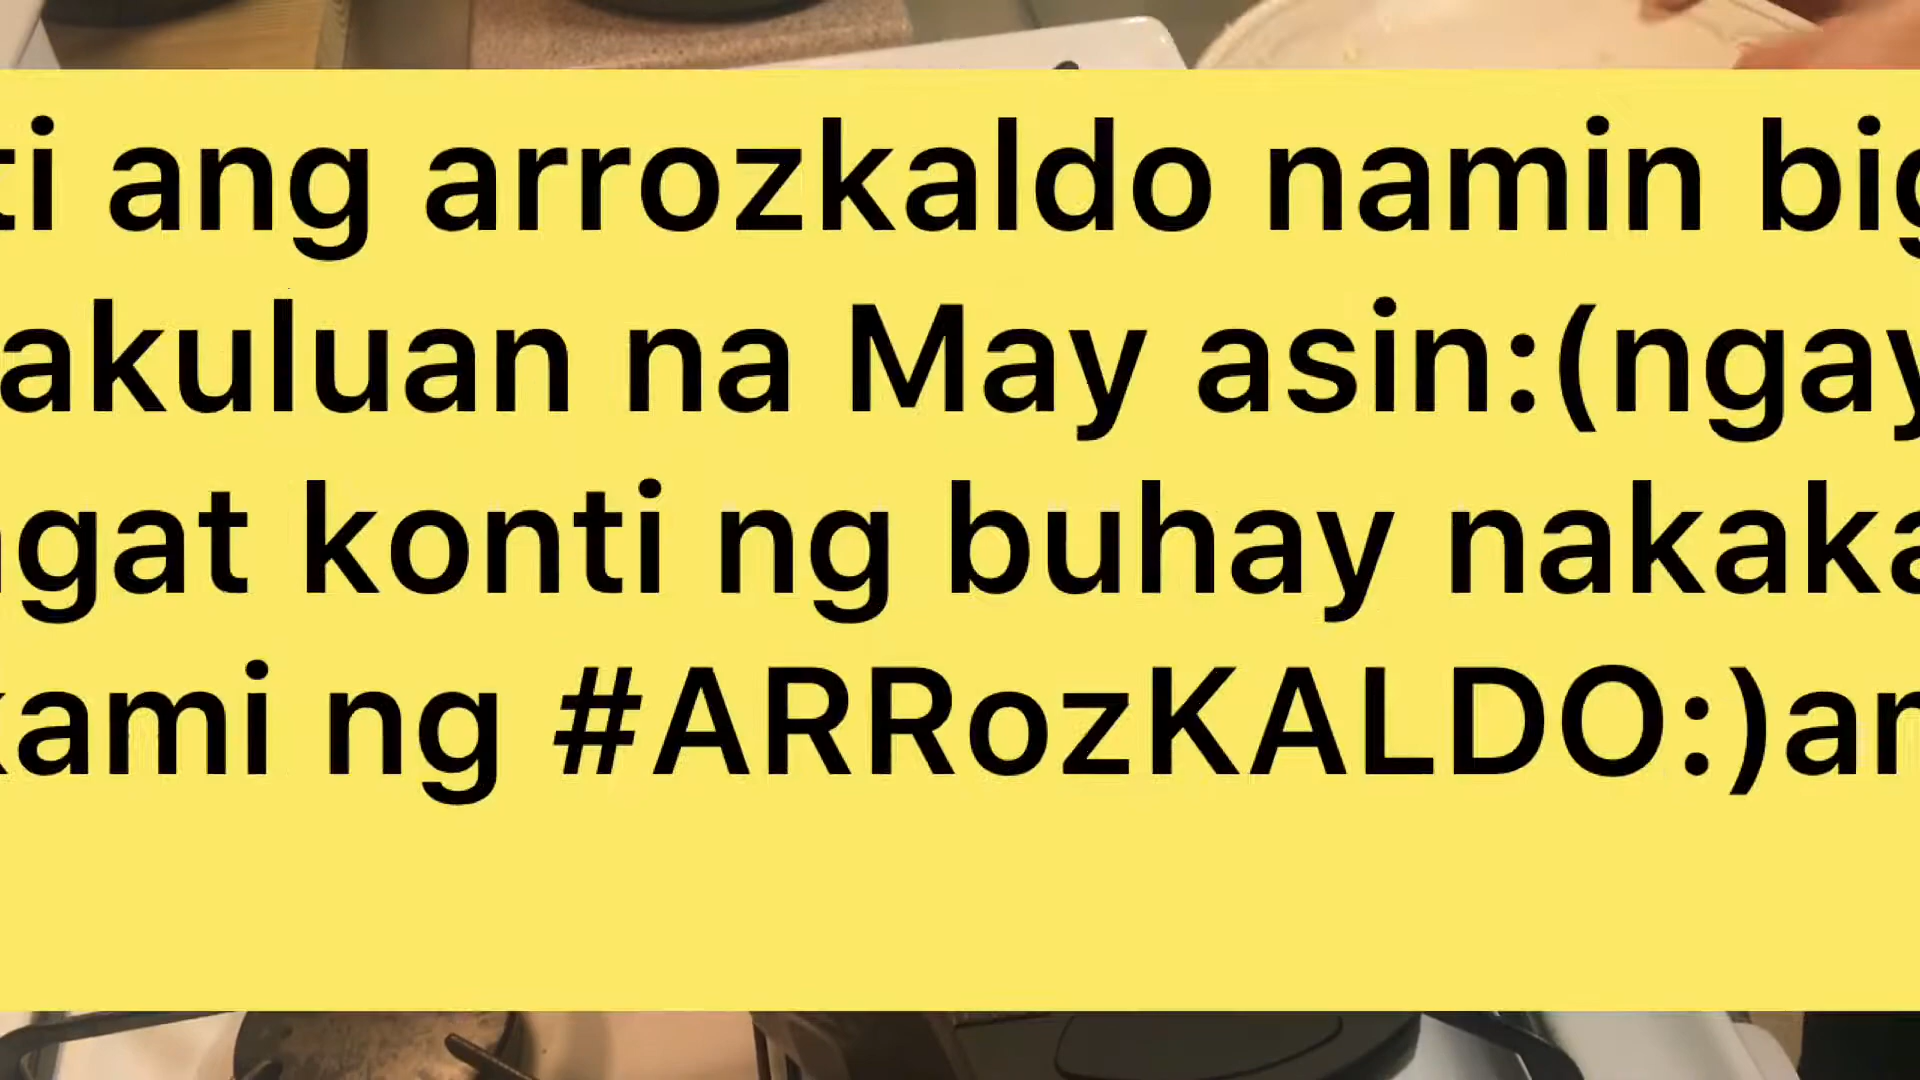 ti ang arrozkaldo namin big
akuluan na May asin:(ngay
gat konti ng buhay nakaka
kami ng #ARRozKALDO:)ar